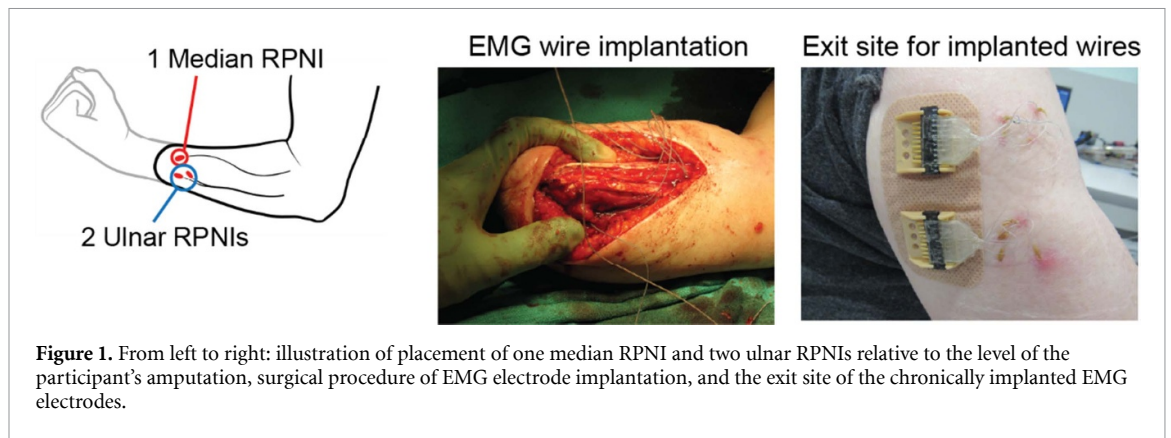 1 Median RPNI
2 Ulnar RPNIs
EMG wire implantation
Exit site for implanted wires
Figure 1. From left to right: illustration of placement of one median RPNI and two ulnar RPNIs relative to the level of the
participant’s amputation, surgical procedure of EMG electrode implantation, and the exit site of the chronically implanted EMG
electrodes.